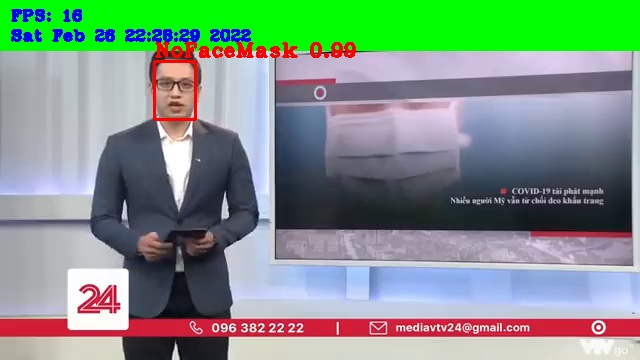 FPS: 16
Sat Feb 26 22:28:29 2022
NoFaceMask 0.99
# COVID-19 tái phát mạnh
Nhiều người Mỹ vẫn từ chối đeo khẩu trang
24
096 382 22 22 | mediavtv24@gmail.com
VTVgo